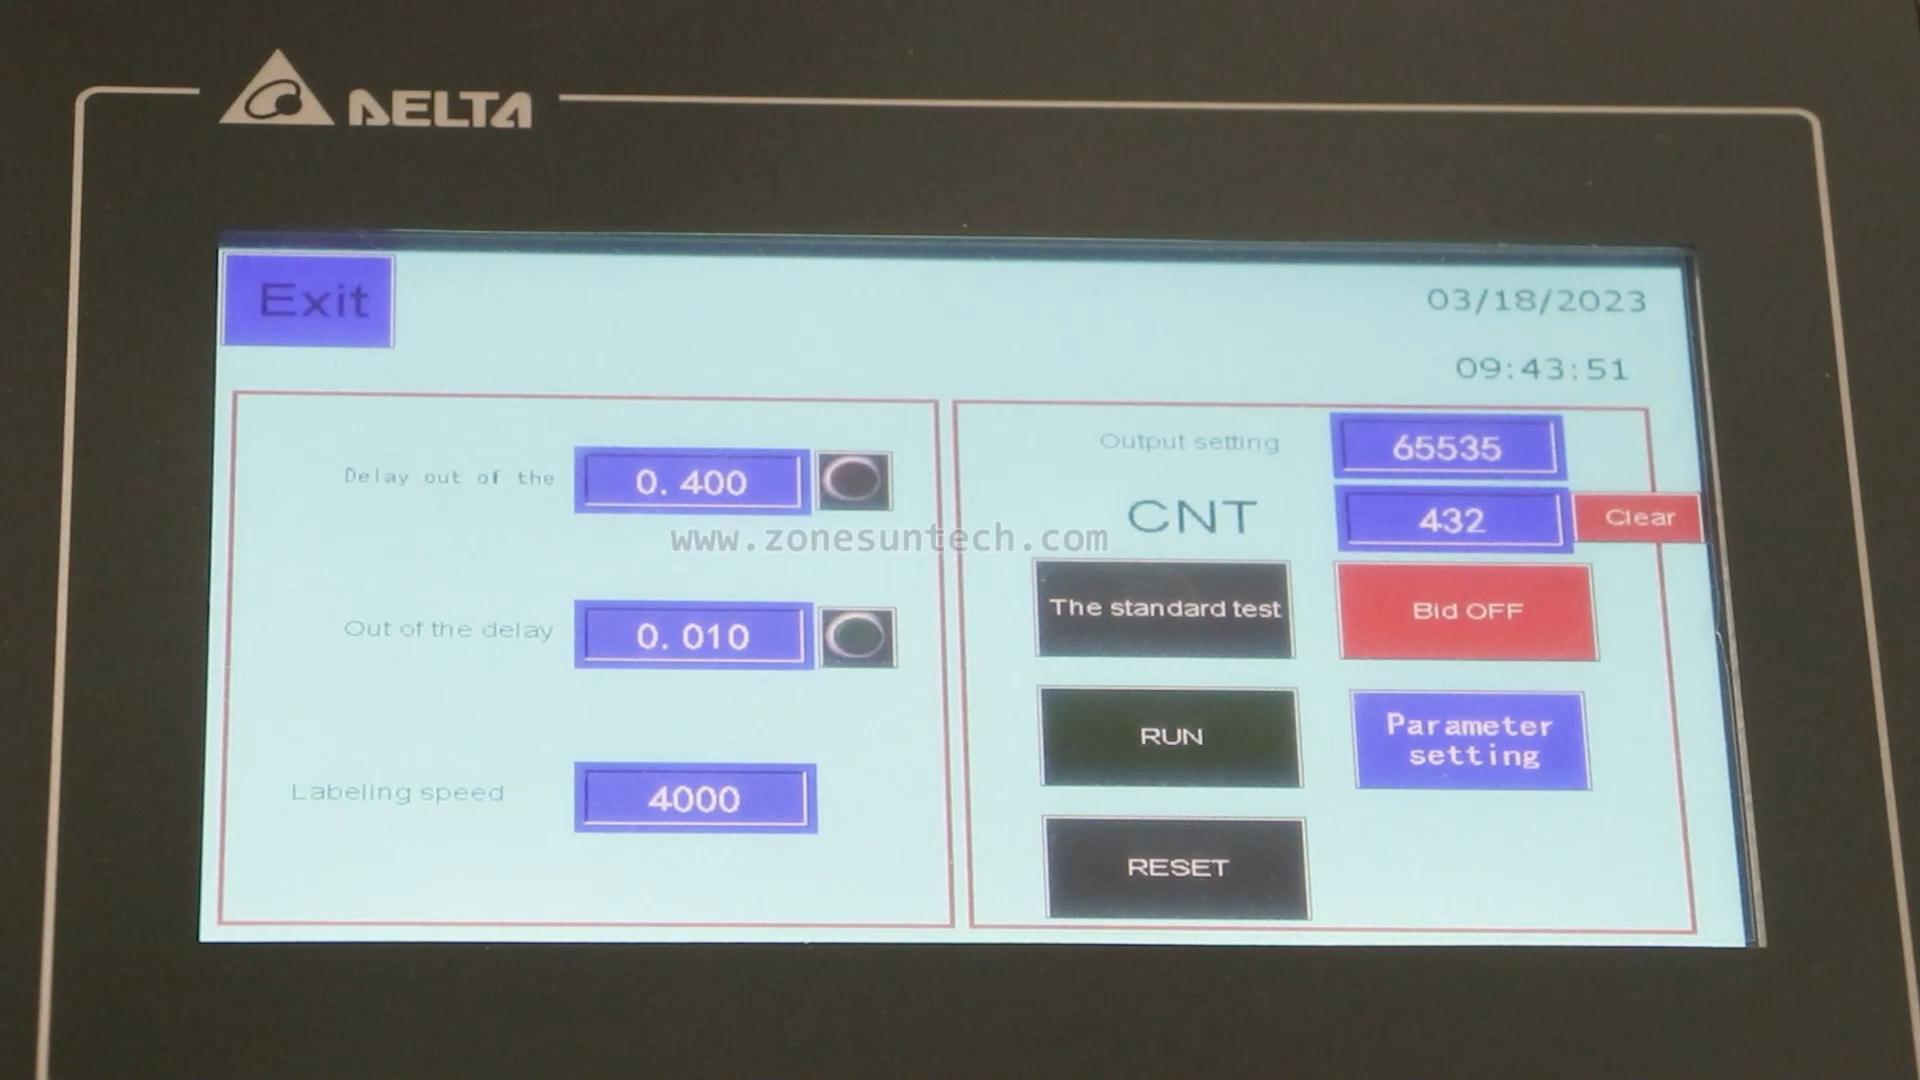 DELTA
Exit
03/18/2023
09:43:51
Delay out of the
0.400
Out of the delay
0.010
Labeling speed
4000
Output setting
65535
CNT
432
Clear
The standard test
Bid OFF
RUN
Parameter
setting
RESET
www.zonesuntech.com